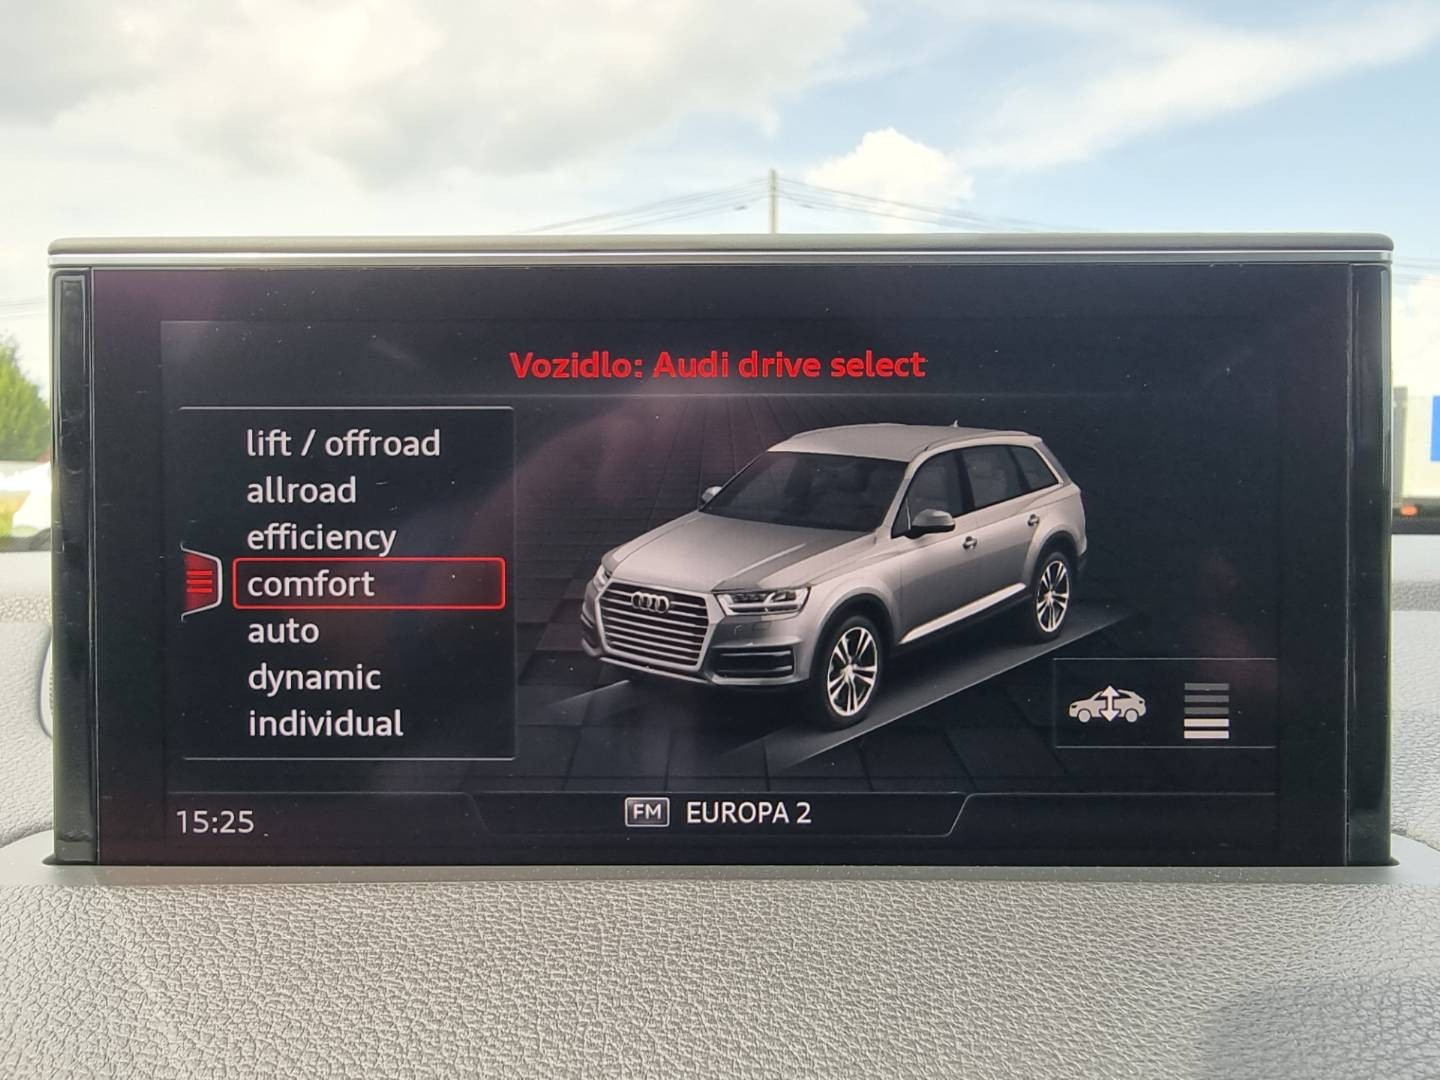 Vozidlo: Audi drive select
lift / offroad
allroad
efficiency
comfort
auto
dynamic
individual
15:25
FM EUROPA 2